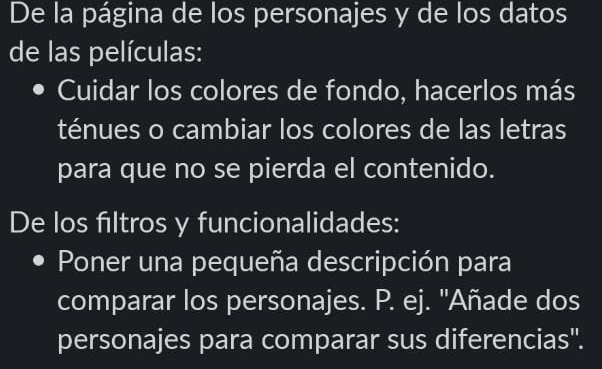 De la página de los personajes y de los datos
de las películas:
• Cuidar los colores de fondo, hacerlos más
ténues o cambiar los colores de las letras
para que no se pierda el contenido.
De los filtros y funcionalidades:
• Poner una pequeña descripción para
comparar los personajes. P. ej. "Añade dos
personajes para comparar sus diferencias".